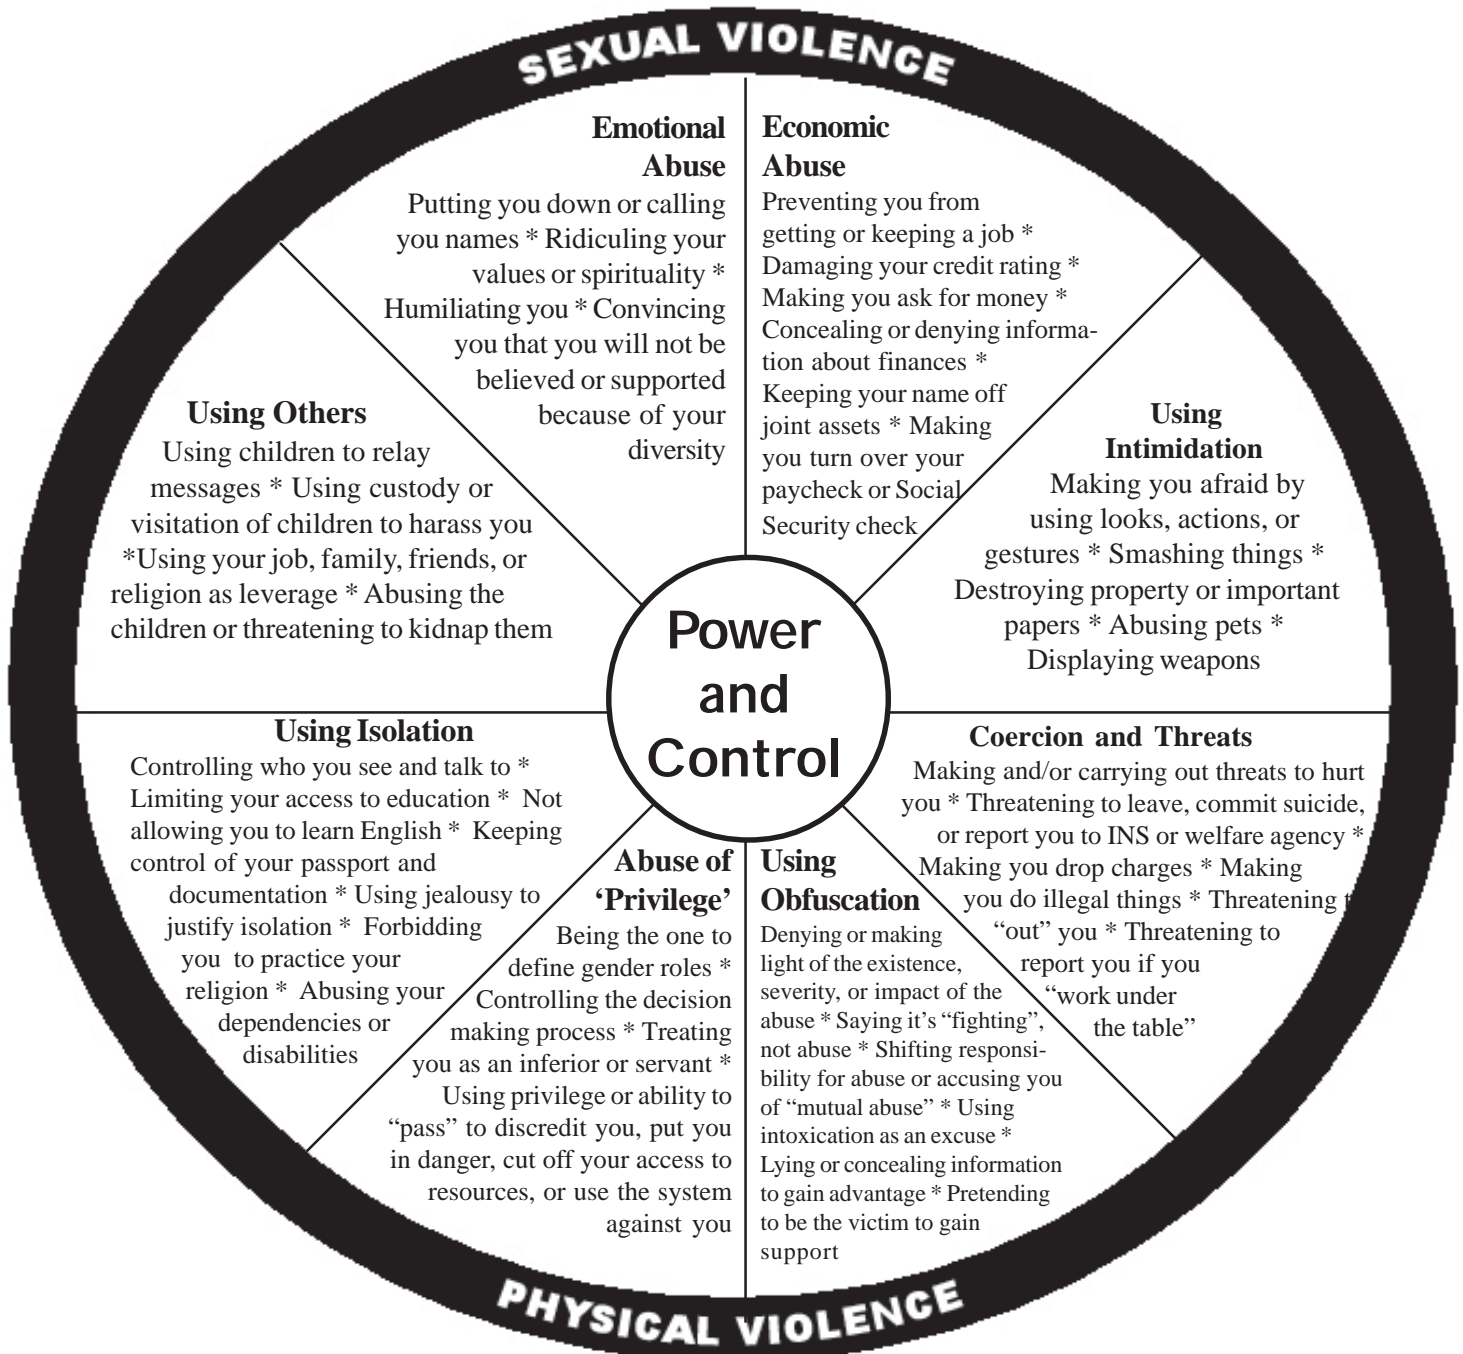 SEXUAL VIOLENCE
Emotional
Abuse
Putting you down or calling
you names * Ridiculing your
values or spirituality *
Humiliating you * Convincing
you that you will not be
believed or supported
because of your
diversity
Economic
Abuse
Preventing you from
getting or keeping a job *
Damaging your credit rating *
Making you ask for money *
Concealing or denying informa-
tion about finances *
Keeping your name off
joint assets * Making
you turn over your
paycheck or Social
Security check
Using Others
Using children to relay
messages * Using custody or
visitation of children to harass you
*Using your job, family, friends, or
religion as leverage * Abusing the
children or threatening to kidnap them
Using
Intimidation
Making you afraid by
using looks, actions, or
gestures * Smashing things *
Destroying property or important
papers * Abusing pets *
Displaying weapons
Power
and
Control
Using Isolation
Controlling who you see and talk to *
Limiting your access to education * Not
allowing you to learn English * Keeping
control of your passport and
documentation * Using jealousy to
justify isolation * Forbidding
you to practice your
religion * Abusing your
dependencies or
disabilities
Coercion and Threats
Making and/or carrying out threats to hurt
you * Threatening to leave, commit suicide,
or report you to INS or welfare agency *
Making you drop charges * Making
you do illegal things * Threatening
“out” you * Threatening to
report you if you
“work under
the table”
Abuse of
‘Privilege’
Being the one to
define gender roles *
Controlling the decision
making process * Treating
you as an inferior or servant *
Using privilege or ability to
“pass” to discredit you, put you
in danger, cut off your access to
resources, or use the system
against you
Using
Obfuscation
Denying or making
light of the existence,
severity, or impact of the
abuse * Saying it’s “fighting”,
not abuse * Shifting responsi-
bility for abuse or accusing you
of “mutual abuse” * Using
intoxication as an excuse *
Lying or concealing information
to gain advantage * Pretending
to be the victim to gain
support
PHYSICAL VIOLENCE